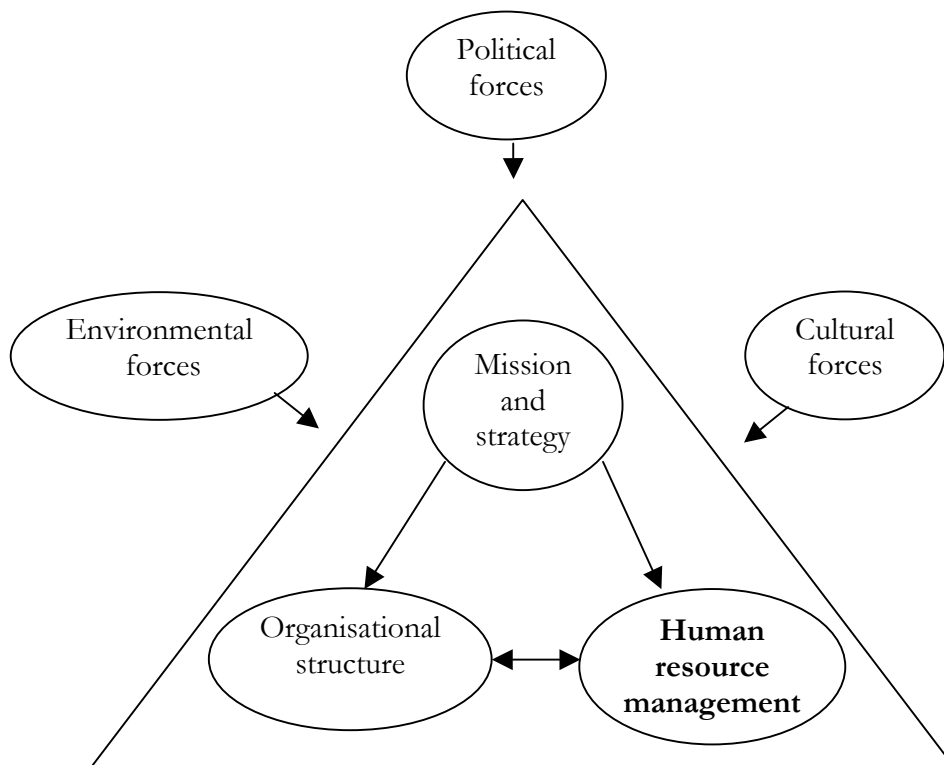 Political
forces
Environmental
forces
Cultural
forces
Mission
and
strategy
Organisational
structure
Human
resource
management